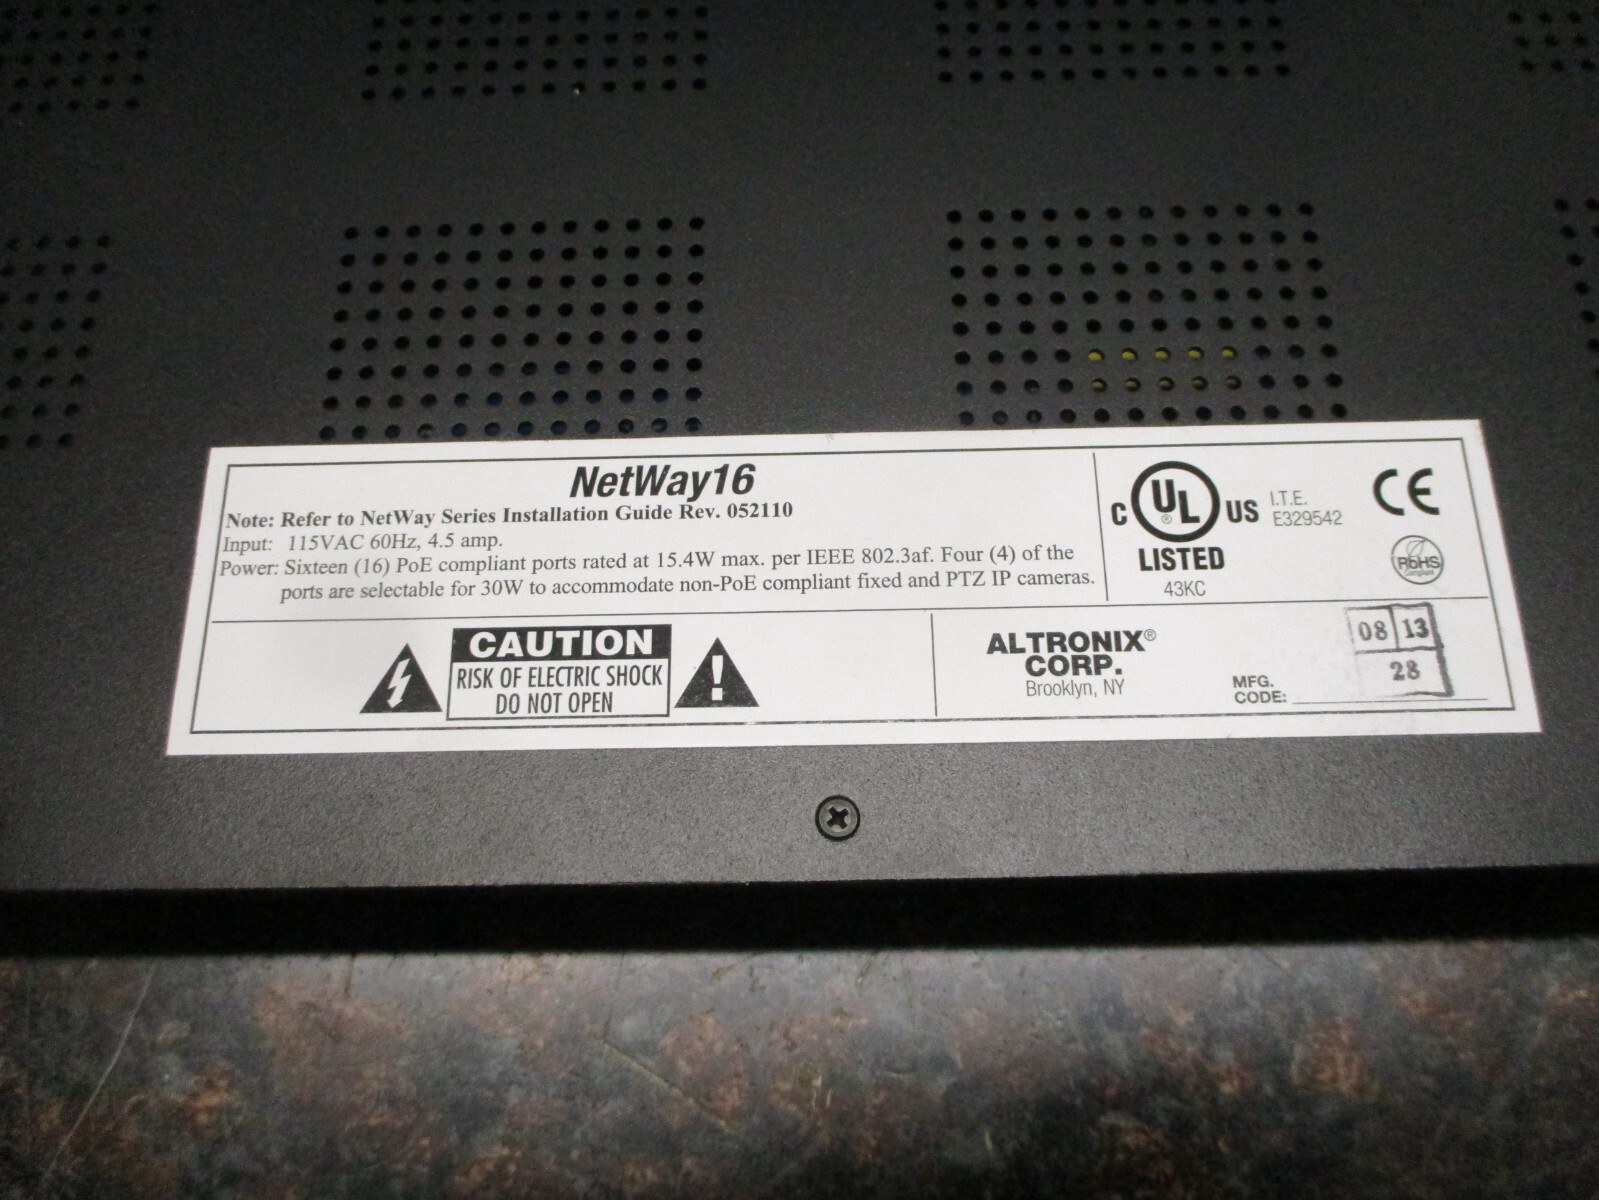 NetWay16
Note: Refer to NetWay Series Installation Guide Rev. 052110
Input: 115VAC 60Hz, 4.5 amp.
Power: Sixteen (16) PoE compliant ports rated at 15.4W max. per IEEE 802.3af. Four (4) of the
ports are selectable for 30W to accommodate non-PoE compliant fixed and PTZ IP cameras.
C UL ® US
LISTED
43KC
I.T.E.
E329542
CE
RoHS
Compliant
CAUTION
RISK OF ELECTRIC SHOCK
DO NOT OPEN
!
ALTRONIX®
CORP.
Brooklyn, NY
MFG.
CODE:
08 13
28